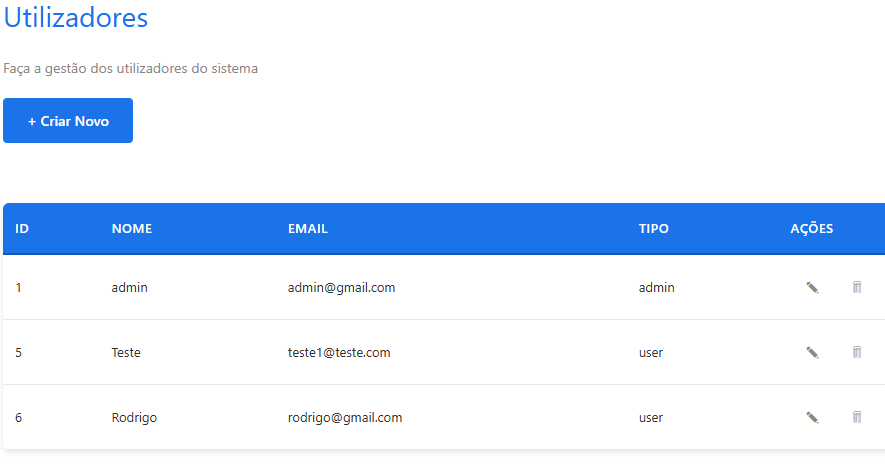 Utilizadores
Faça a gestão dos utilizadores do sistema
+ Criar Novo
ID NOME EMAIL TIPO AÇÕES
1 admin admin@gmail.com admin
5 Teste teste1@teste.com user
6 Rodrigo rodrigo@gmail.com user